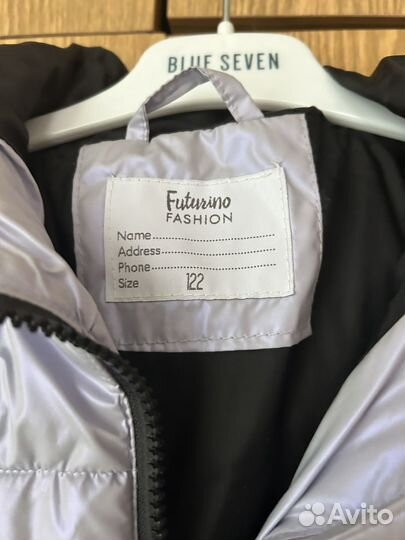 BLUE SEVEN
Futurino
FASHION
Name
Address
Phone
Size 122
Avito